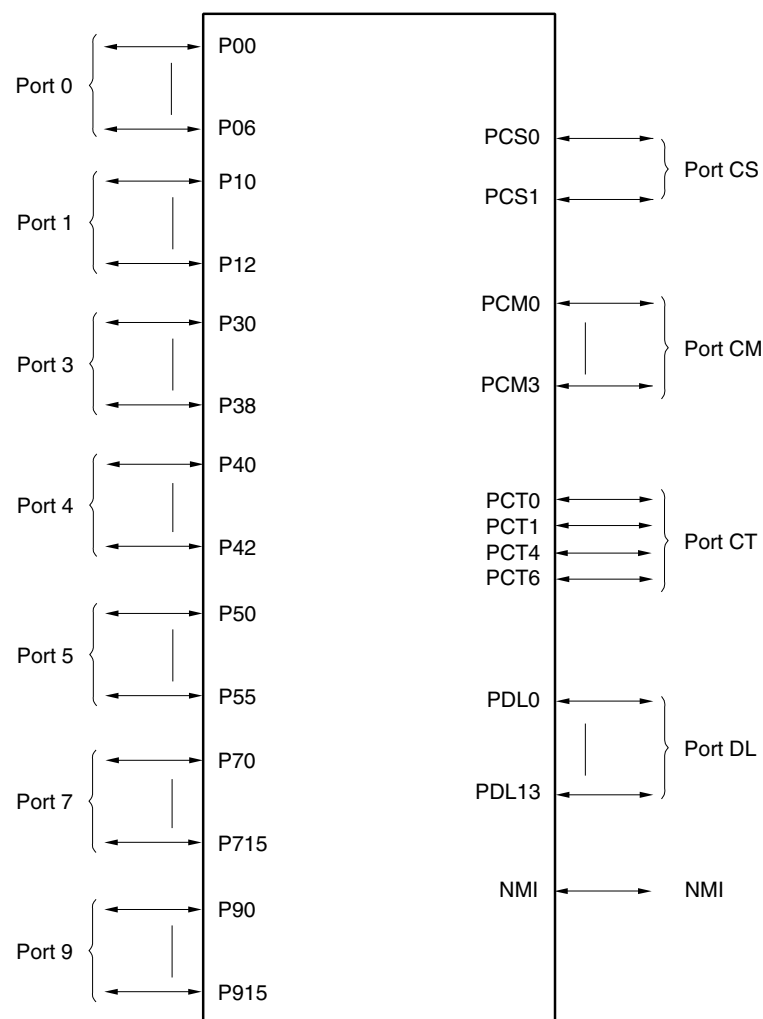 Port 0
P00
P06
Port 1
P10
P12
Port 3
P30
P38
Port 4
P40
P42
Port 5
P50
P55
Port 7
P70
P715
Port 9
P90
P915
PCS0
PCS1
Port CS
PCM0
PCM3
Port CM
PCT0
PCT1
PCT4
PCT6
Port CT
PDL0
PDL13
Port DL
NMI
NMI